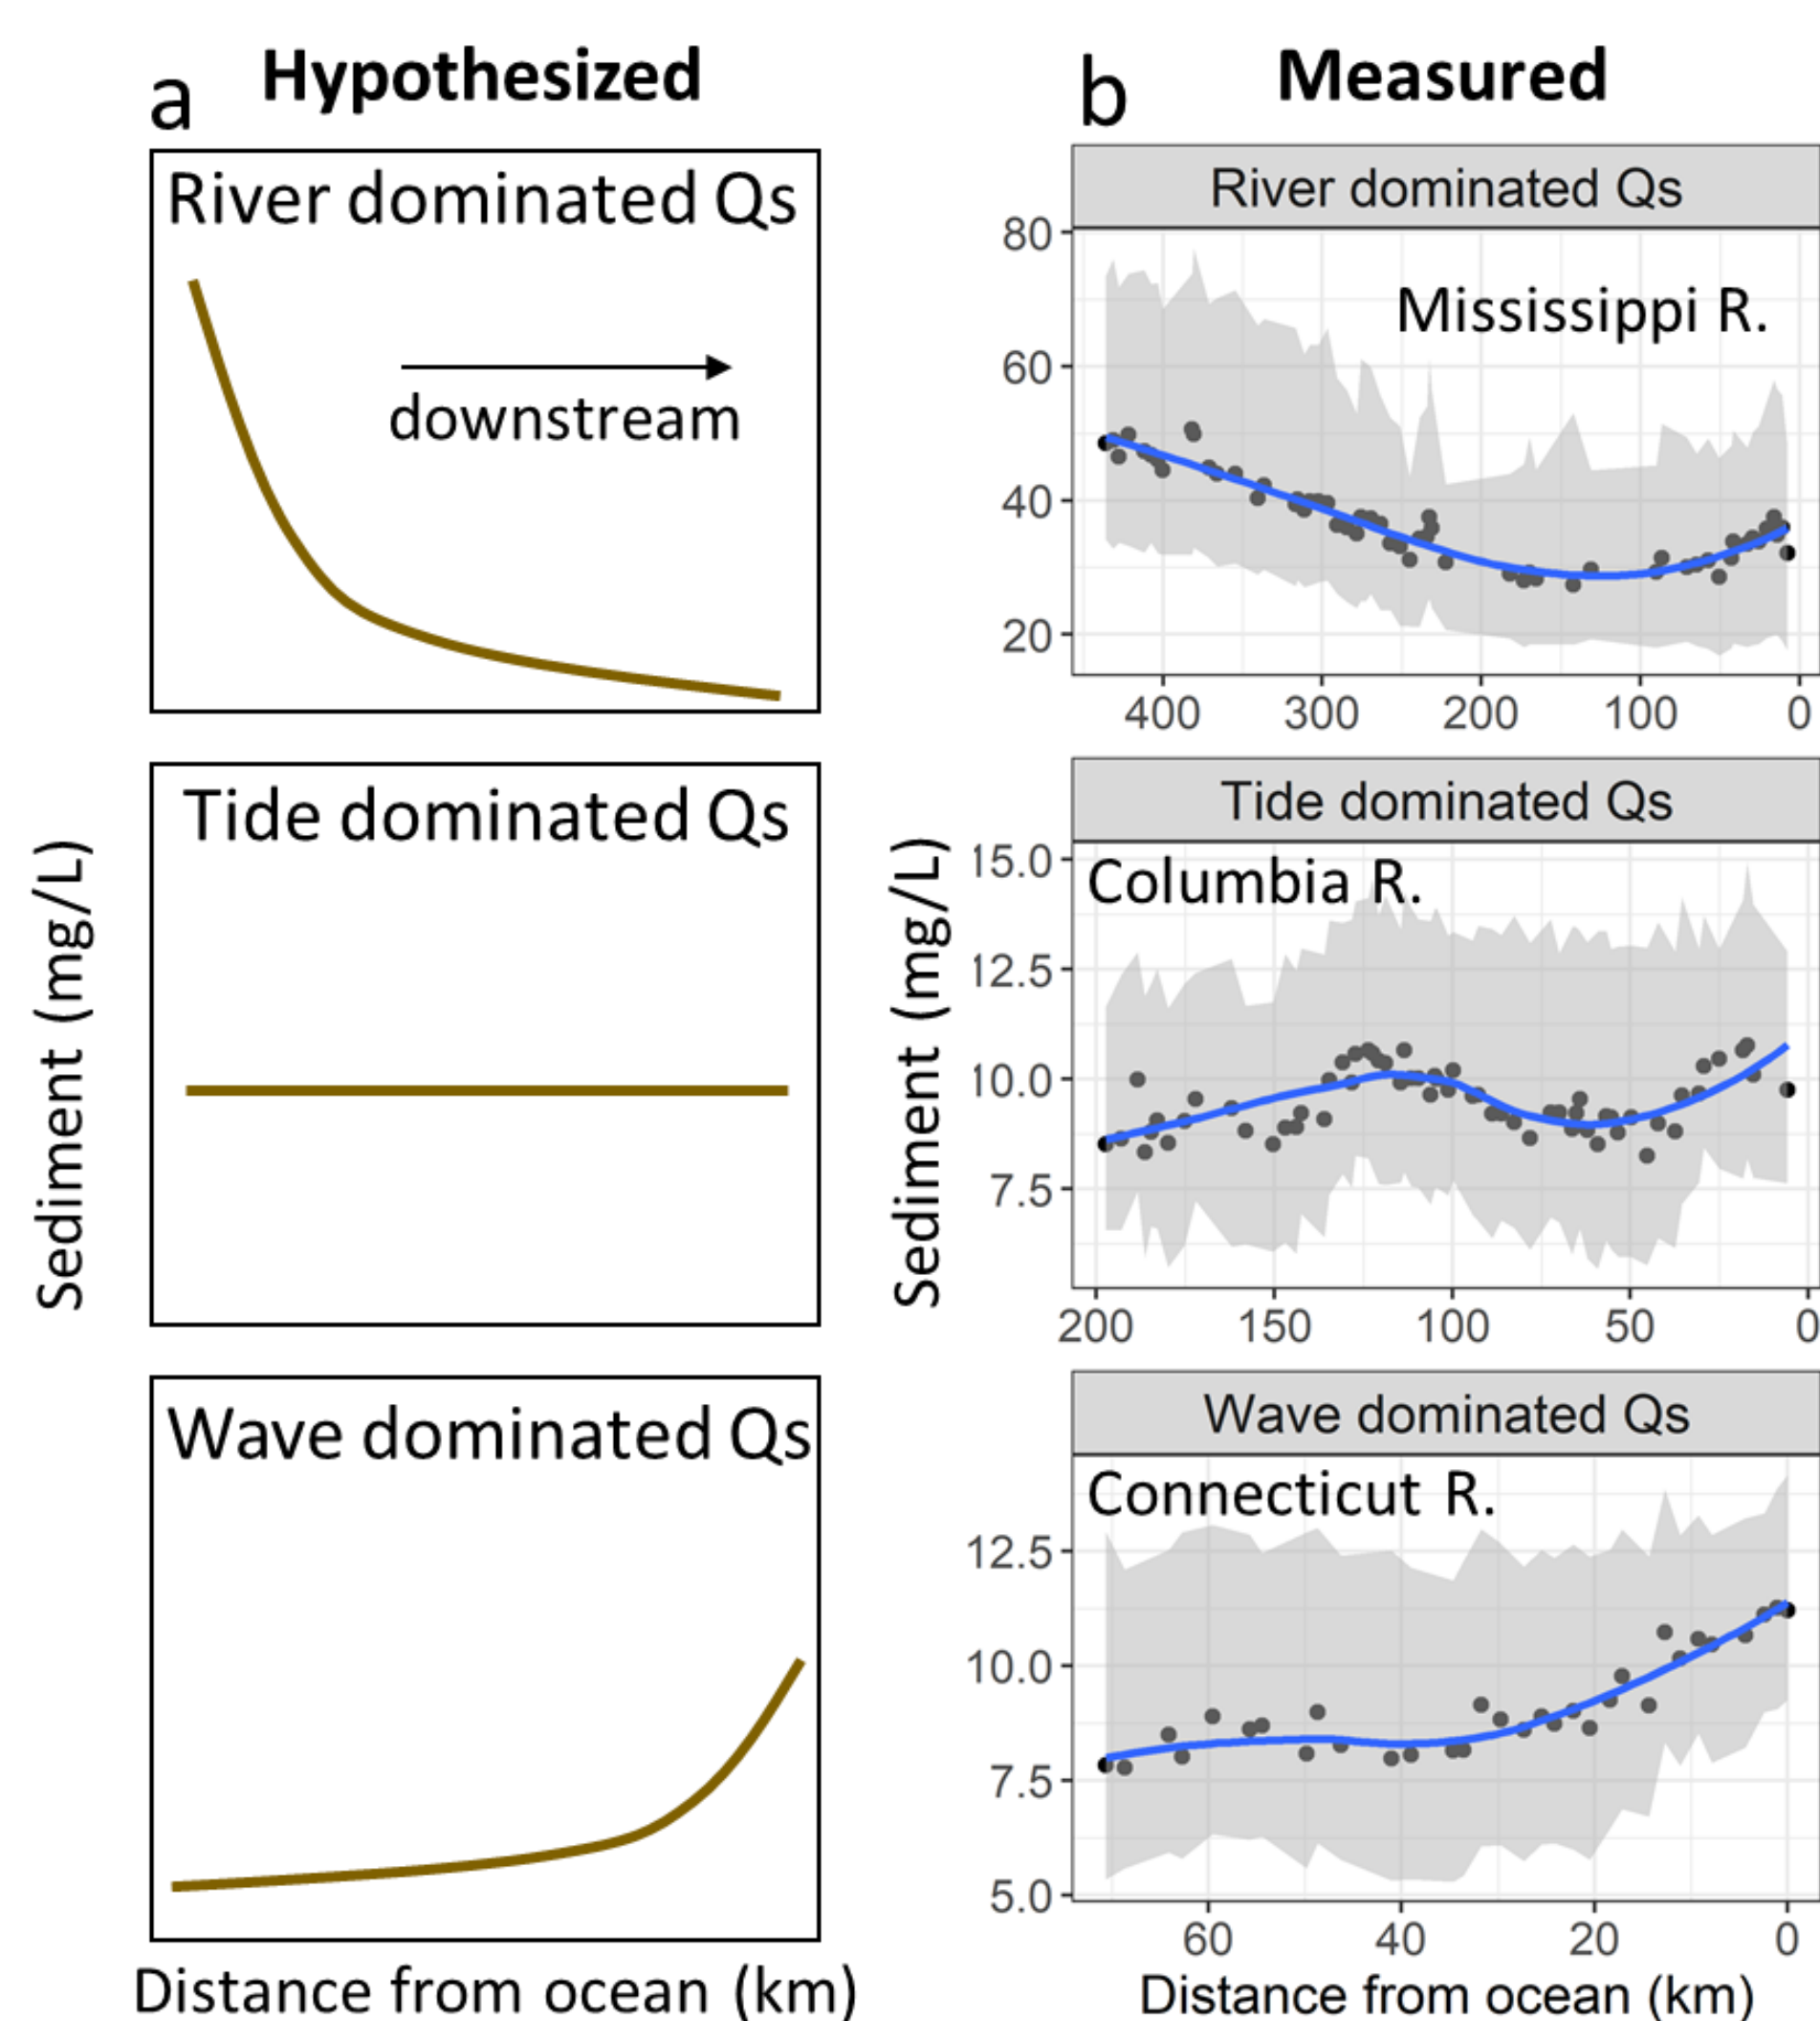 a
Hypothesized
River dominated Qs
downstream
Tide dominated Qs
Wave dominated Qs
Sediment (mg/L)
Distance from ocean (km)
b
Measured
River dominated Qs
Mississippi R.
80
60
40
20
400 300 200 100 0
Tide dominated Qs
Columbia R.
15.0
12.5
10.0
7.5
200 150 100 50 0
Wave dominated Qs
Connecticut R.
12.5
10.0
7.5
5.0
60 40 20 0
Sediment (mg/L)
Distance from ocean (km)